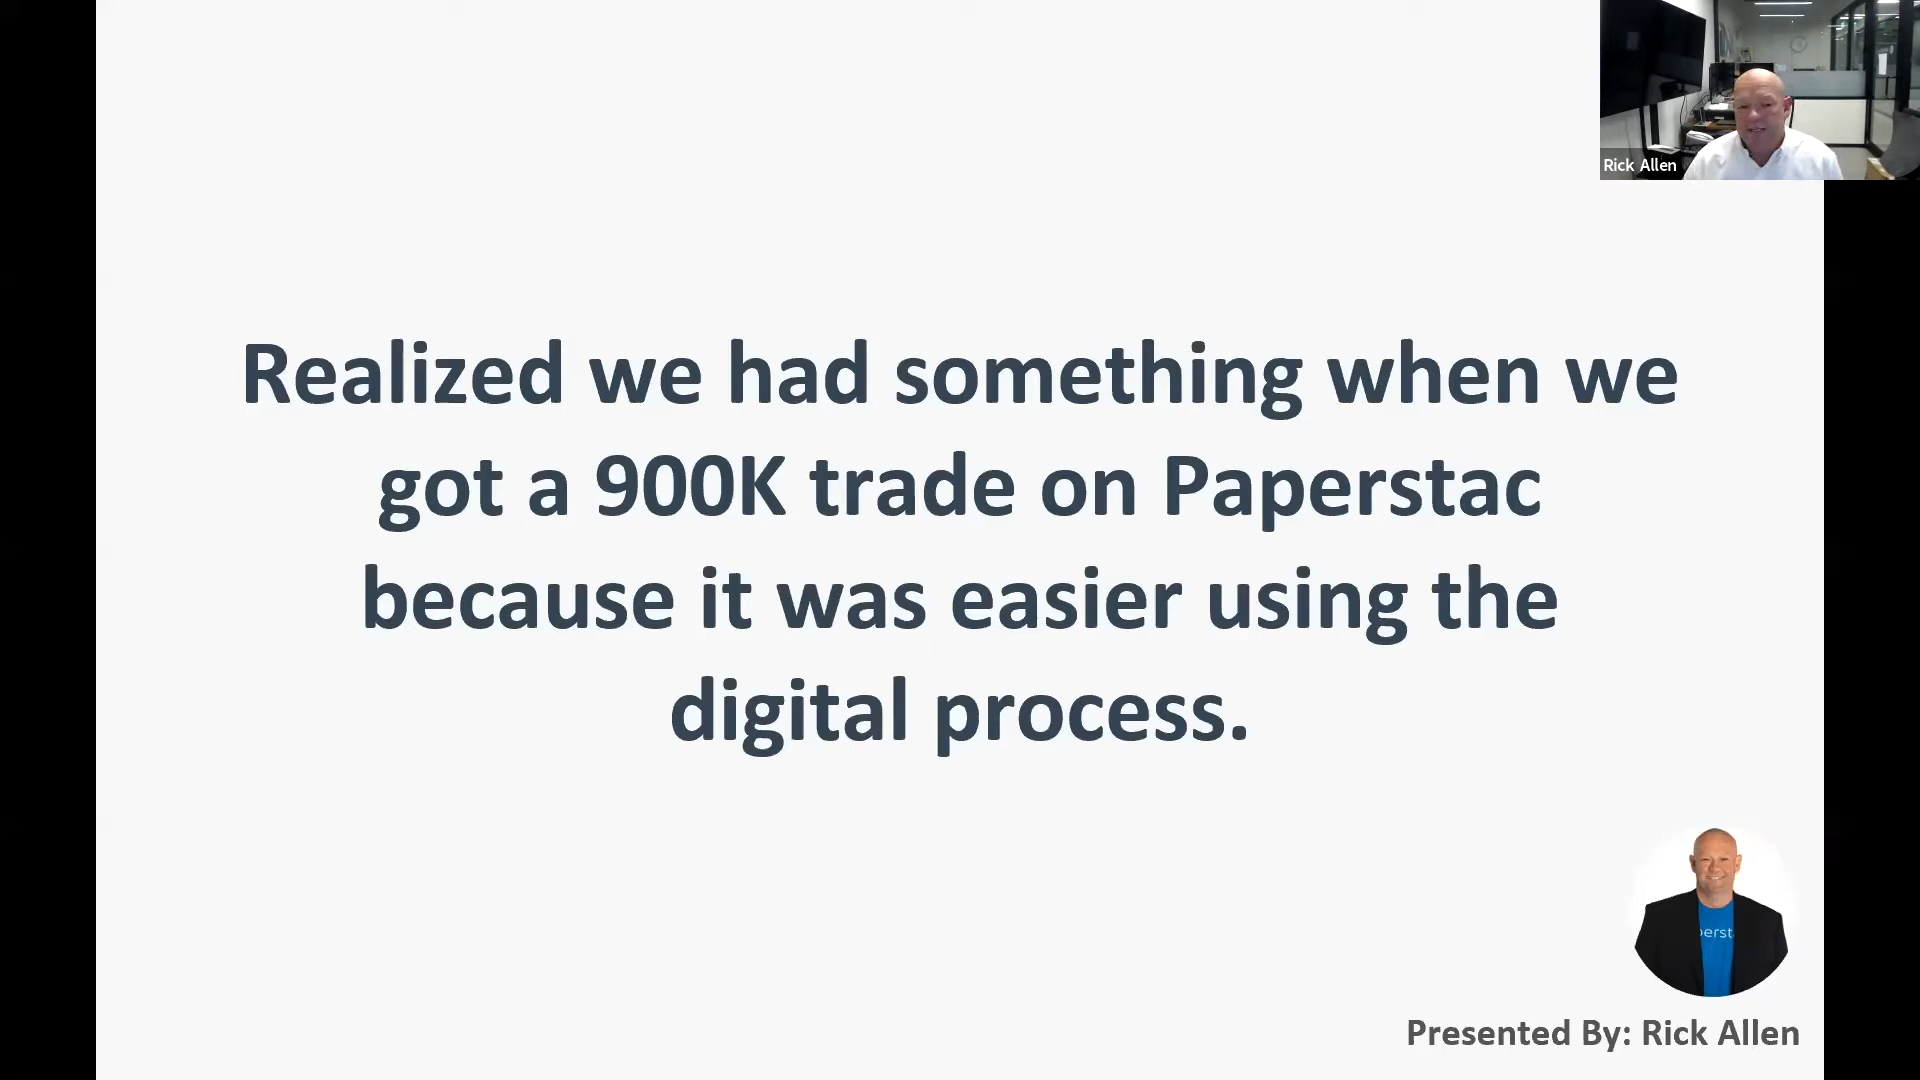 Rick Allen
Realized we had something when we
got a 900K trade on Paperstac
because it was easier using the
digital process.
perst
Presented By: Rick Allen